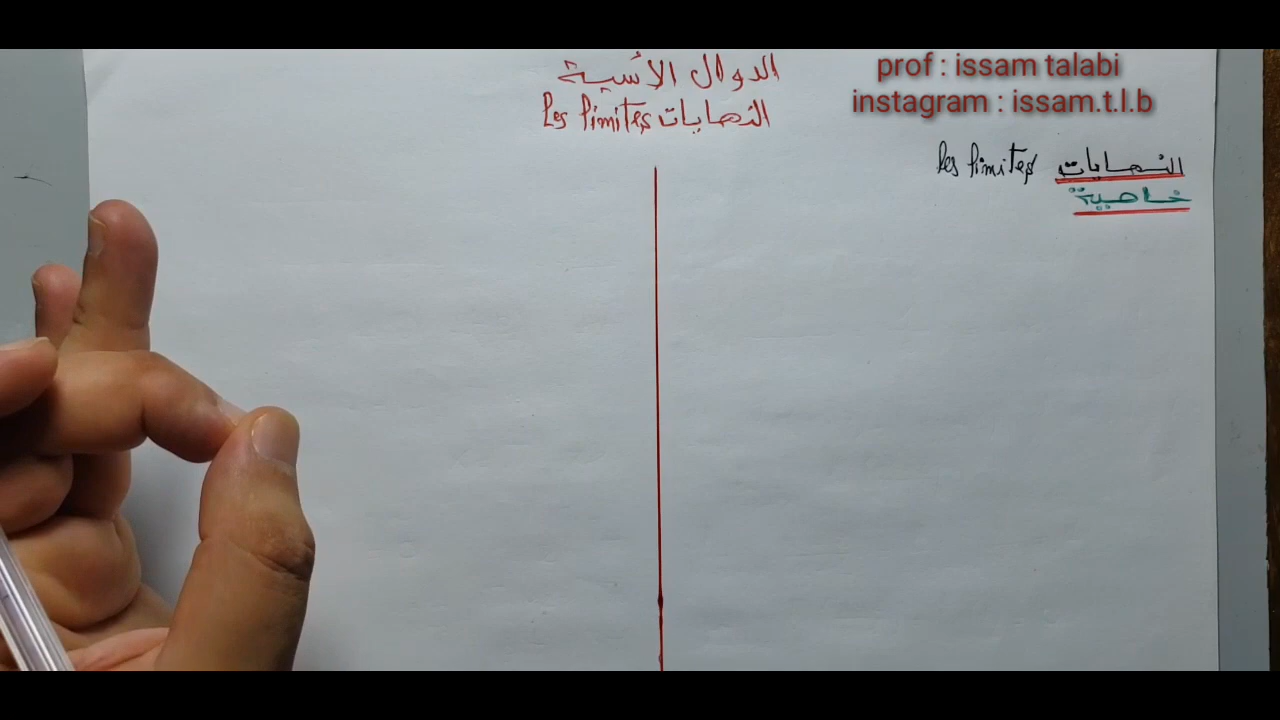 الدوال الأسية
النهايات Les limites
prof : issam talabi
instagram : issam.t.l.b
النهايات les limites
خاصية